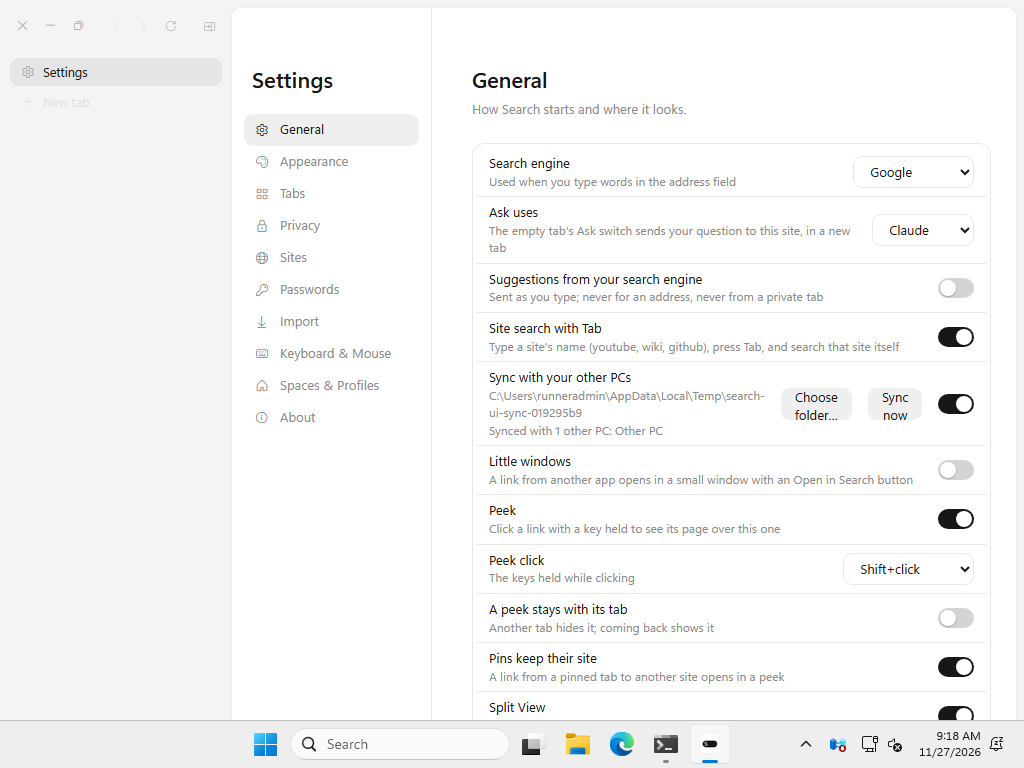 Settings
New tab
Settings
General
Appearance
Tabs
Privacy
Sites
Passwords
Import
Keyboard & Mouse
Spaces & Profiles
About
General
How Search starts and where it looks.
Search engine
Used when you type words in the address field
Google
Ask uses
The empty tab's Ask switch sends your question to this site, in a new
tab
Claude
Suggestions from your search engine
Sent as you type; never for an address, never from a private tab
Site search with Tab
Type a site's name (youtube, wiki, github), press Tab, and search that site itself
Sync with your other PCs
C:\Users\runneradmin\AppData\Local\Temp\search-
ui-sync-019295b9
Synced with 1 other PC: Other PC
Choose
folder...
Sync
now
Little windows
A link from another app opens in a small window with an Open in Search button
Peek
Click a link with a key held to see its page over this one
Peek click
The keys held while clicking
Shift+click
A peek stays with its tab
Another tab hides it; coming back shows it
Pins keep their site
A link from a pinned tab to another site opens in a peek
Split View
Search
9:18 AM
11/27/2026